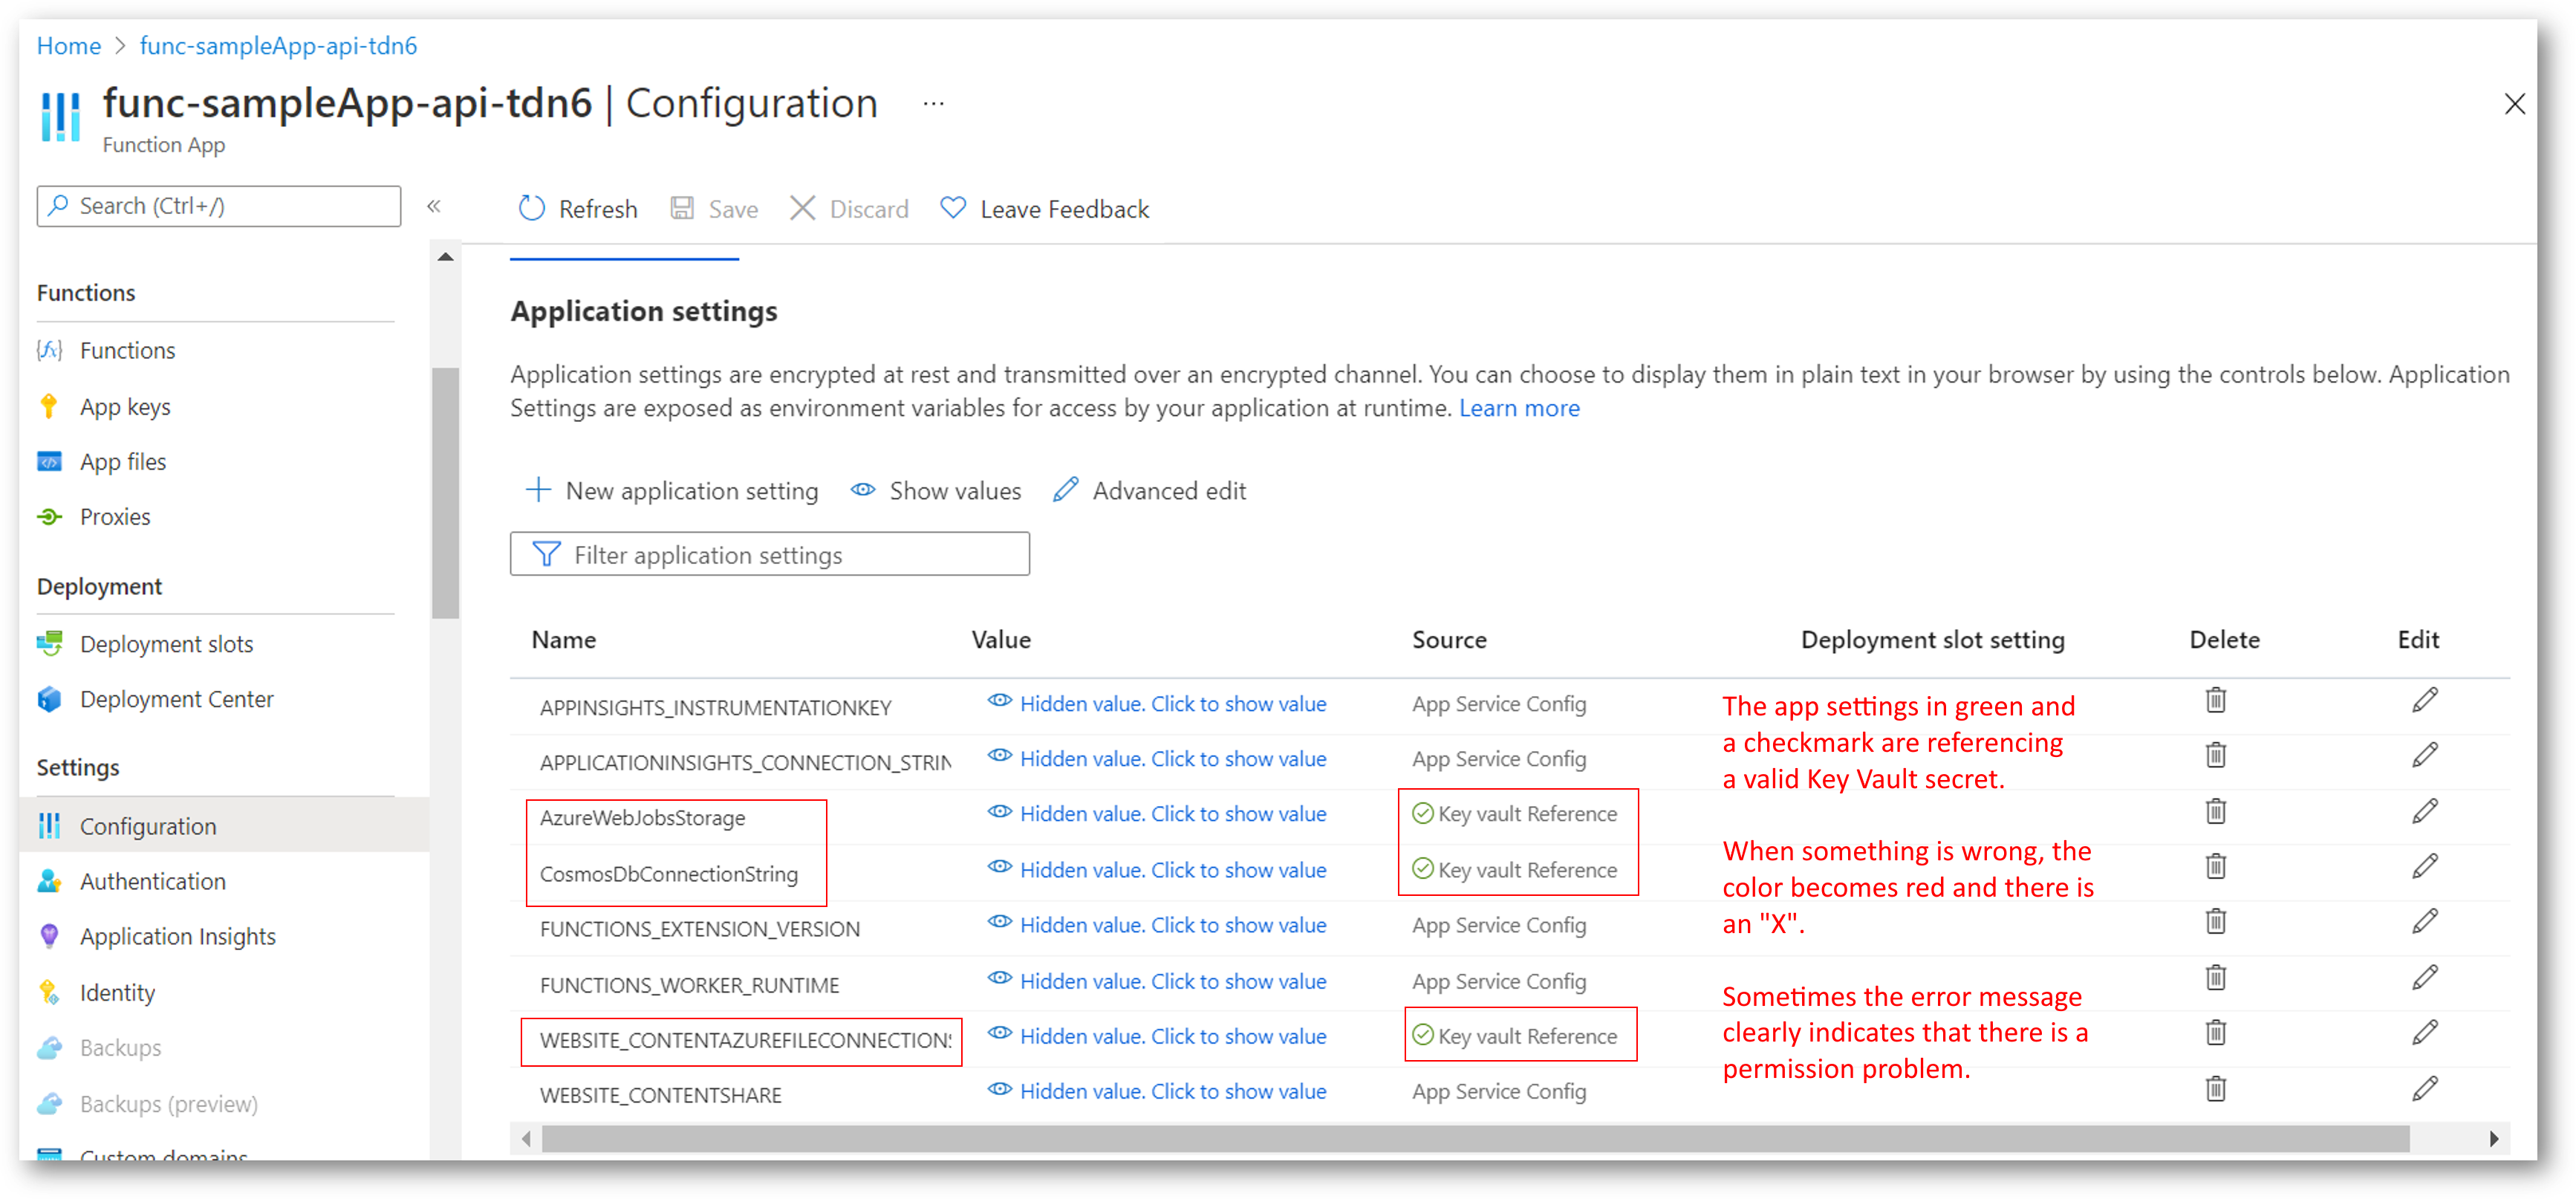 Home > func-sampleApp-api-tdn6
func-sampleApp-api-tdn6 | Configuration ...
Function App
Search (Ctrl+/)
«
Refresh
Save
Discard
Leave Feedback
Functions
Functions
App keys
App files
Proxies
Deployment
Deployment slots
Deployment Center
Settings
Configuration
Authentication
Application Insights
Identity
Backups
Backups (preview)
Custom domains
Application settings
Application settings are encrypted at rest and transmitted over an encrypted channel. You can choose to display them in plain text in your browser by using the controls below. Application
Settings are exposed as environment variables for access by your application at runtime. Learn more
New application setting
Show values
Advanced edit
Filter application settings
Name Value Source Deployment slot setting Delete Edit
APPINSIGHTS_INSTRUMENTATIONKEY Hidden value. Click to show value App Service Config
APPLICATIONINSIGHTS_CONNECTION_STRIN Hidden value. Click to show value App Service Config
AzureWebJobsStorage Hidden value. Click to show value Key vault Reference
CosmosDbConnectionString Hidden value. Click to show value Key vault Reference
FUNCTIONS_EXTENSION_VERSION Hidden value. Click to show value App Service Config
FUNCTIONS_WORKER_RUNTIME Hidden value. Click to show value App Service Config
WEBSITE_CONTENTAZUREFILECONNECTIONS Hidden value. Click to show value Key vault Reference
WEBSITE_CONTENTSHARE Hidden value. Click to show value App Service Config
The app settings in green and
a checkmark are referencing
a valid Key Vault secret.
When something is wrong, the
color becomes red and there is
an "X".
Sometimes the error message
clearly indicates that there is a
permission problem.